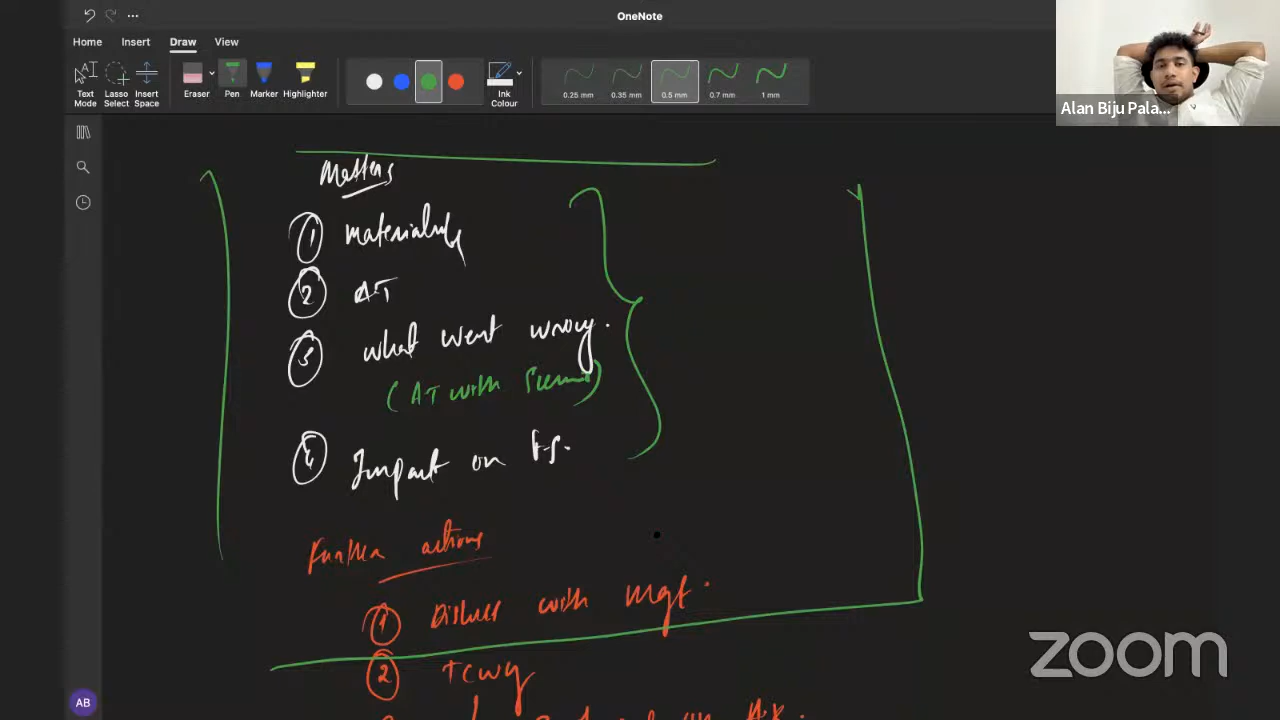 OneNote
Home Insert Draw View
Text Mode Lasso Select Insert Space Eraser Pen Marker Highlighter Ink Colour 0.25 mm 0.35 mm 0.5 mm 0.7 mm 1 mm
Alan Biju Pala...
Matters
1 materiality
2 AT
3 what went wrong.
(AT with
4 Impact on F.S.
Further actions
1 Discuss with mgt.
2 TCWG
AB
zoom